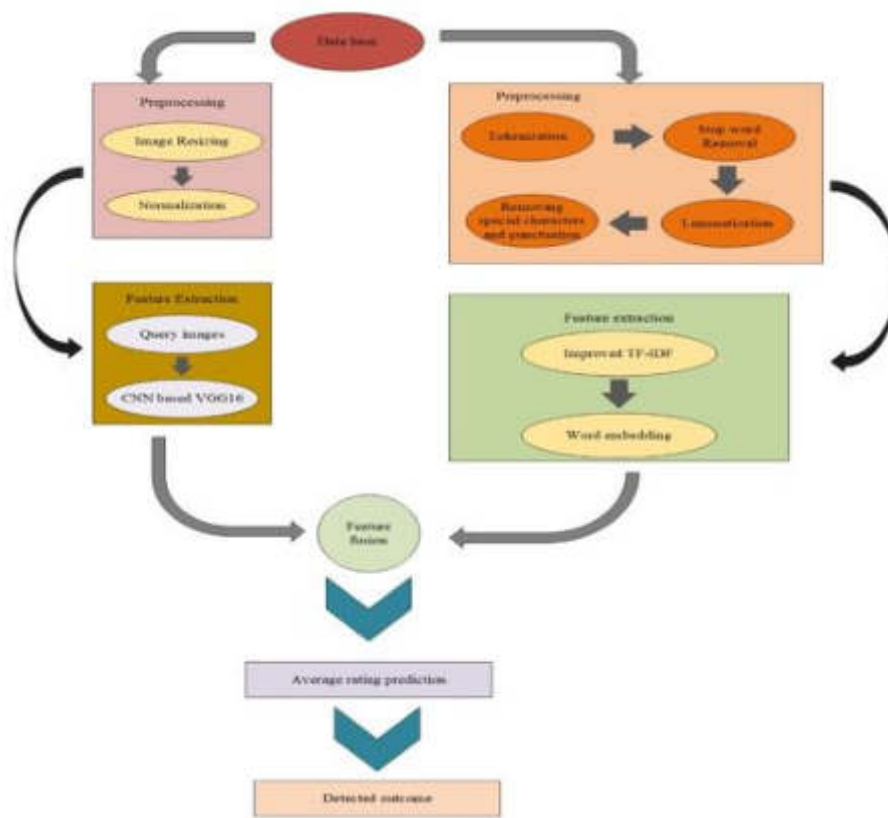 Data base
Preprocessing
Image Resizing
Normalization
Preprocessing
Tokenization
Stop word
Removal
Removing
special characters
and punctuation
Lemmatization
Feature Extraction
Query images
CNN based VGG16
Feature extraction
Improved TF-IDF
Word embedding
Feature
fusion
Average rating prediction
Detected outcome